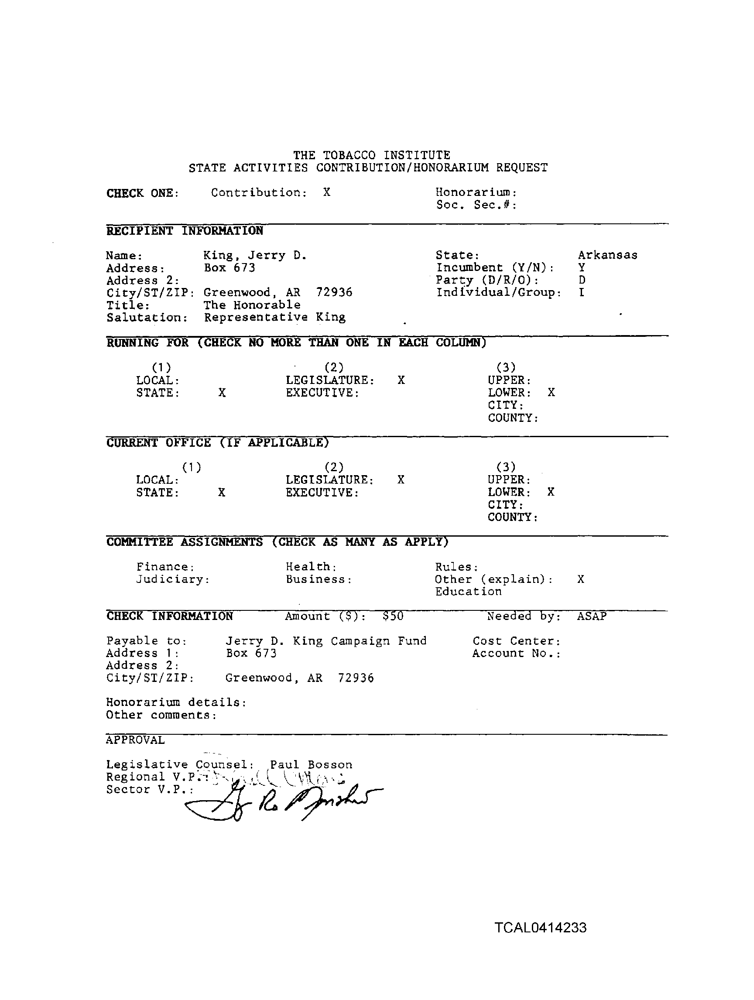 THE TOBACCO INSTITUTE
STATE ACTIVITIES CONTRIBUTION/HONORARIUM REQUEST
CHECK ONE: Contribution: X Honorarium:
Soc. Sec.#:
RECIPIENT INFORMATION
Name: King, Jerry D. State: Arkansas
Address: Box 673 Incumbent (Y/N): Y
Address 2: Party (D/R/O): D
City/ST/ZIP: Greenwood, AR 72936 Individual/Group: I
Title: The Honorable
Salutation: Representative King
RUNNING FOR (CHECK NO MORE THAN ONE IN EACH COLUMN)
(1) (2) (3)
LOCAL: LEGISLATURE: X UPPER:
STATE: X EXECUTIVE: LOWER: X
CITY:
COUNTY:
CURRENT OFFICE (IF APPLICABLE)
(1) (2) (3)
LOCAL: LEGISLATURE: X UPPER:
STATE: X EXECUTIVE: LOWER: X
CITY:
COUNTY:
COMMITTEE ASSIGNMENTS (CHECK AS MANY AS APPLY)
Finance: Health: Rules:
Judiciary: Business: Other (explain): X
Education
CHECK INFORMATION Amount ($): $50 Needed by: ASAP
Payable to: Jerry D. King Campaign Fund Cost Center:
Address 1: Box 673 Account No.:
Address 2:
City/ST/ZIP: Greenwood, AR 72936
Honorarium details:
Other comments:
APPROVAL
Legislative Counsel: Paul Bosson
Regional V.P.:
Sector V.P.:
TCAL0414233